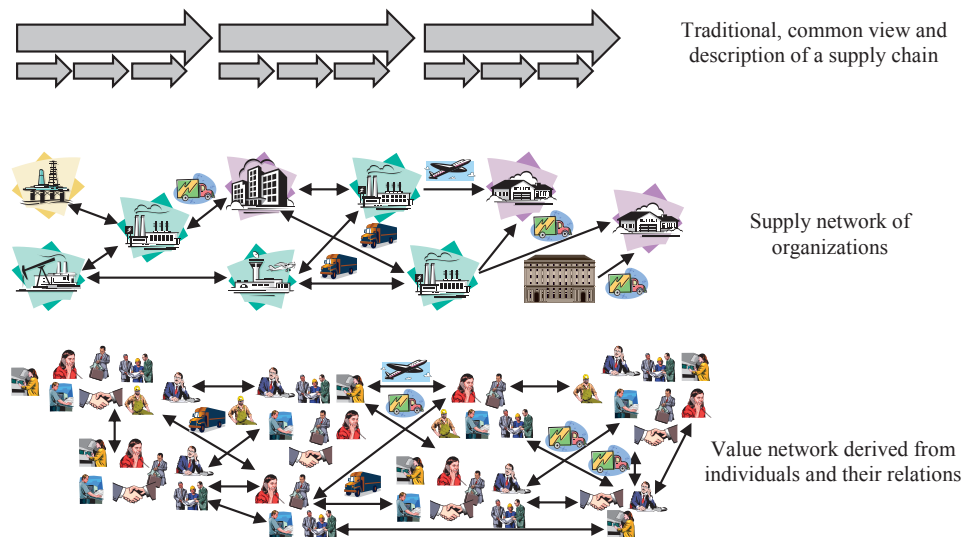 Traditional, common view and
description of a supply chain
Supply network of
organizations
Value network derived from
individuals and their relations